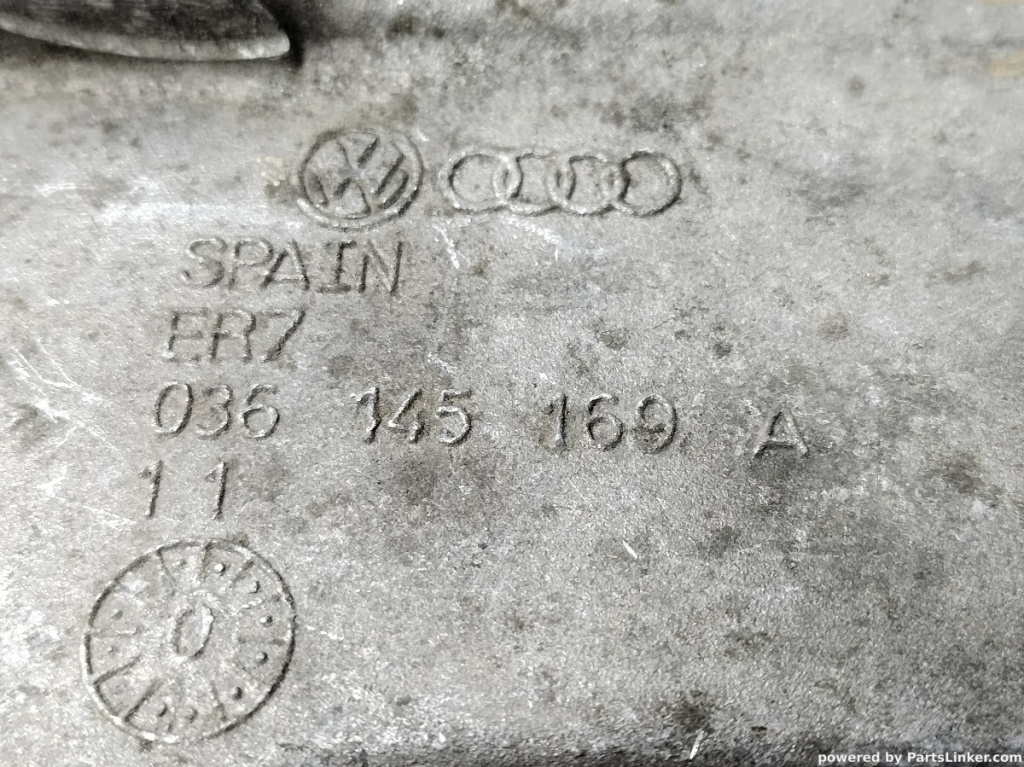 SPAIN
ER7
036 145 169 A
11
0
powered by PartsLinker.com